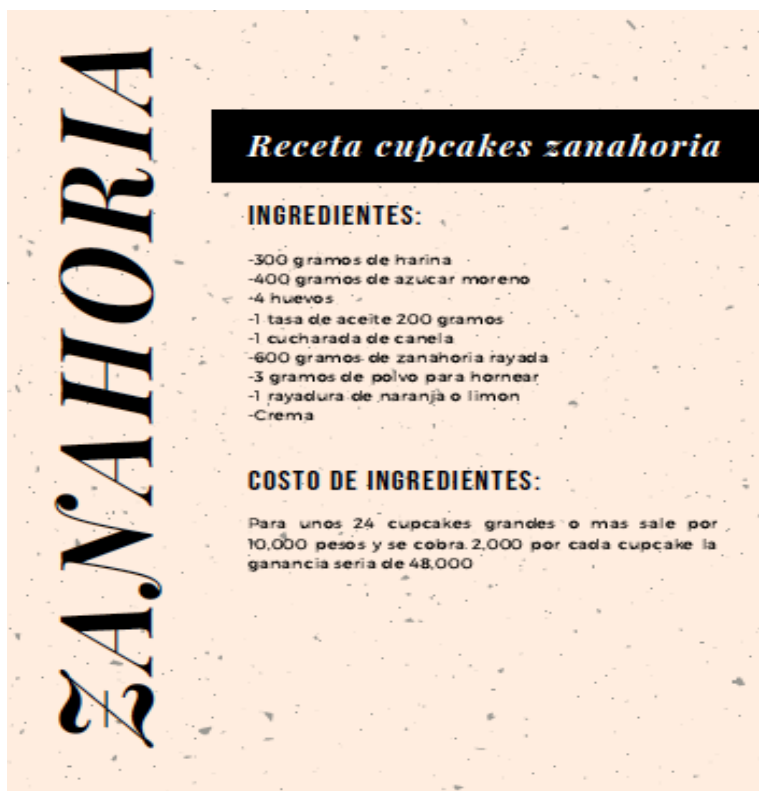 ZANAHORIA
Receta cupcakes zanahoria
INGREDIENTES:
-300 gramos de harina
-400 gramos de azucar moreno
-4 huevos
-1 tasa de aceite 200 gramos
-1 cucharada de canela
-600 gramos de zanahoria rayada
-3 gramos de polvo para hornear
-1 rayadura de naranja o limon
-Crema
COSTO DE INGREDIENTES:
Para unos 24 cupcakes grandes o mas sale por
10,000 pesos y se cobra 2,000 por cada cupcake la
ganancia seria de 48,000